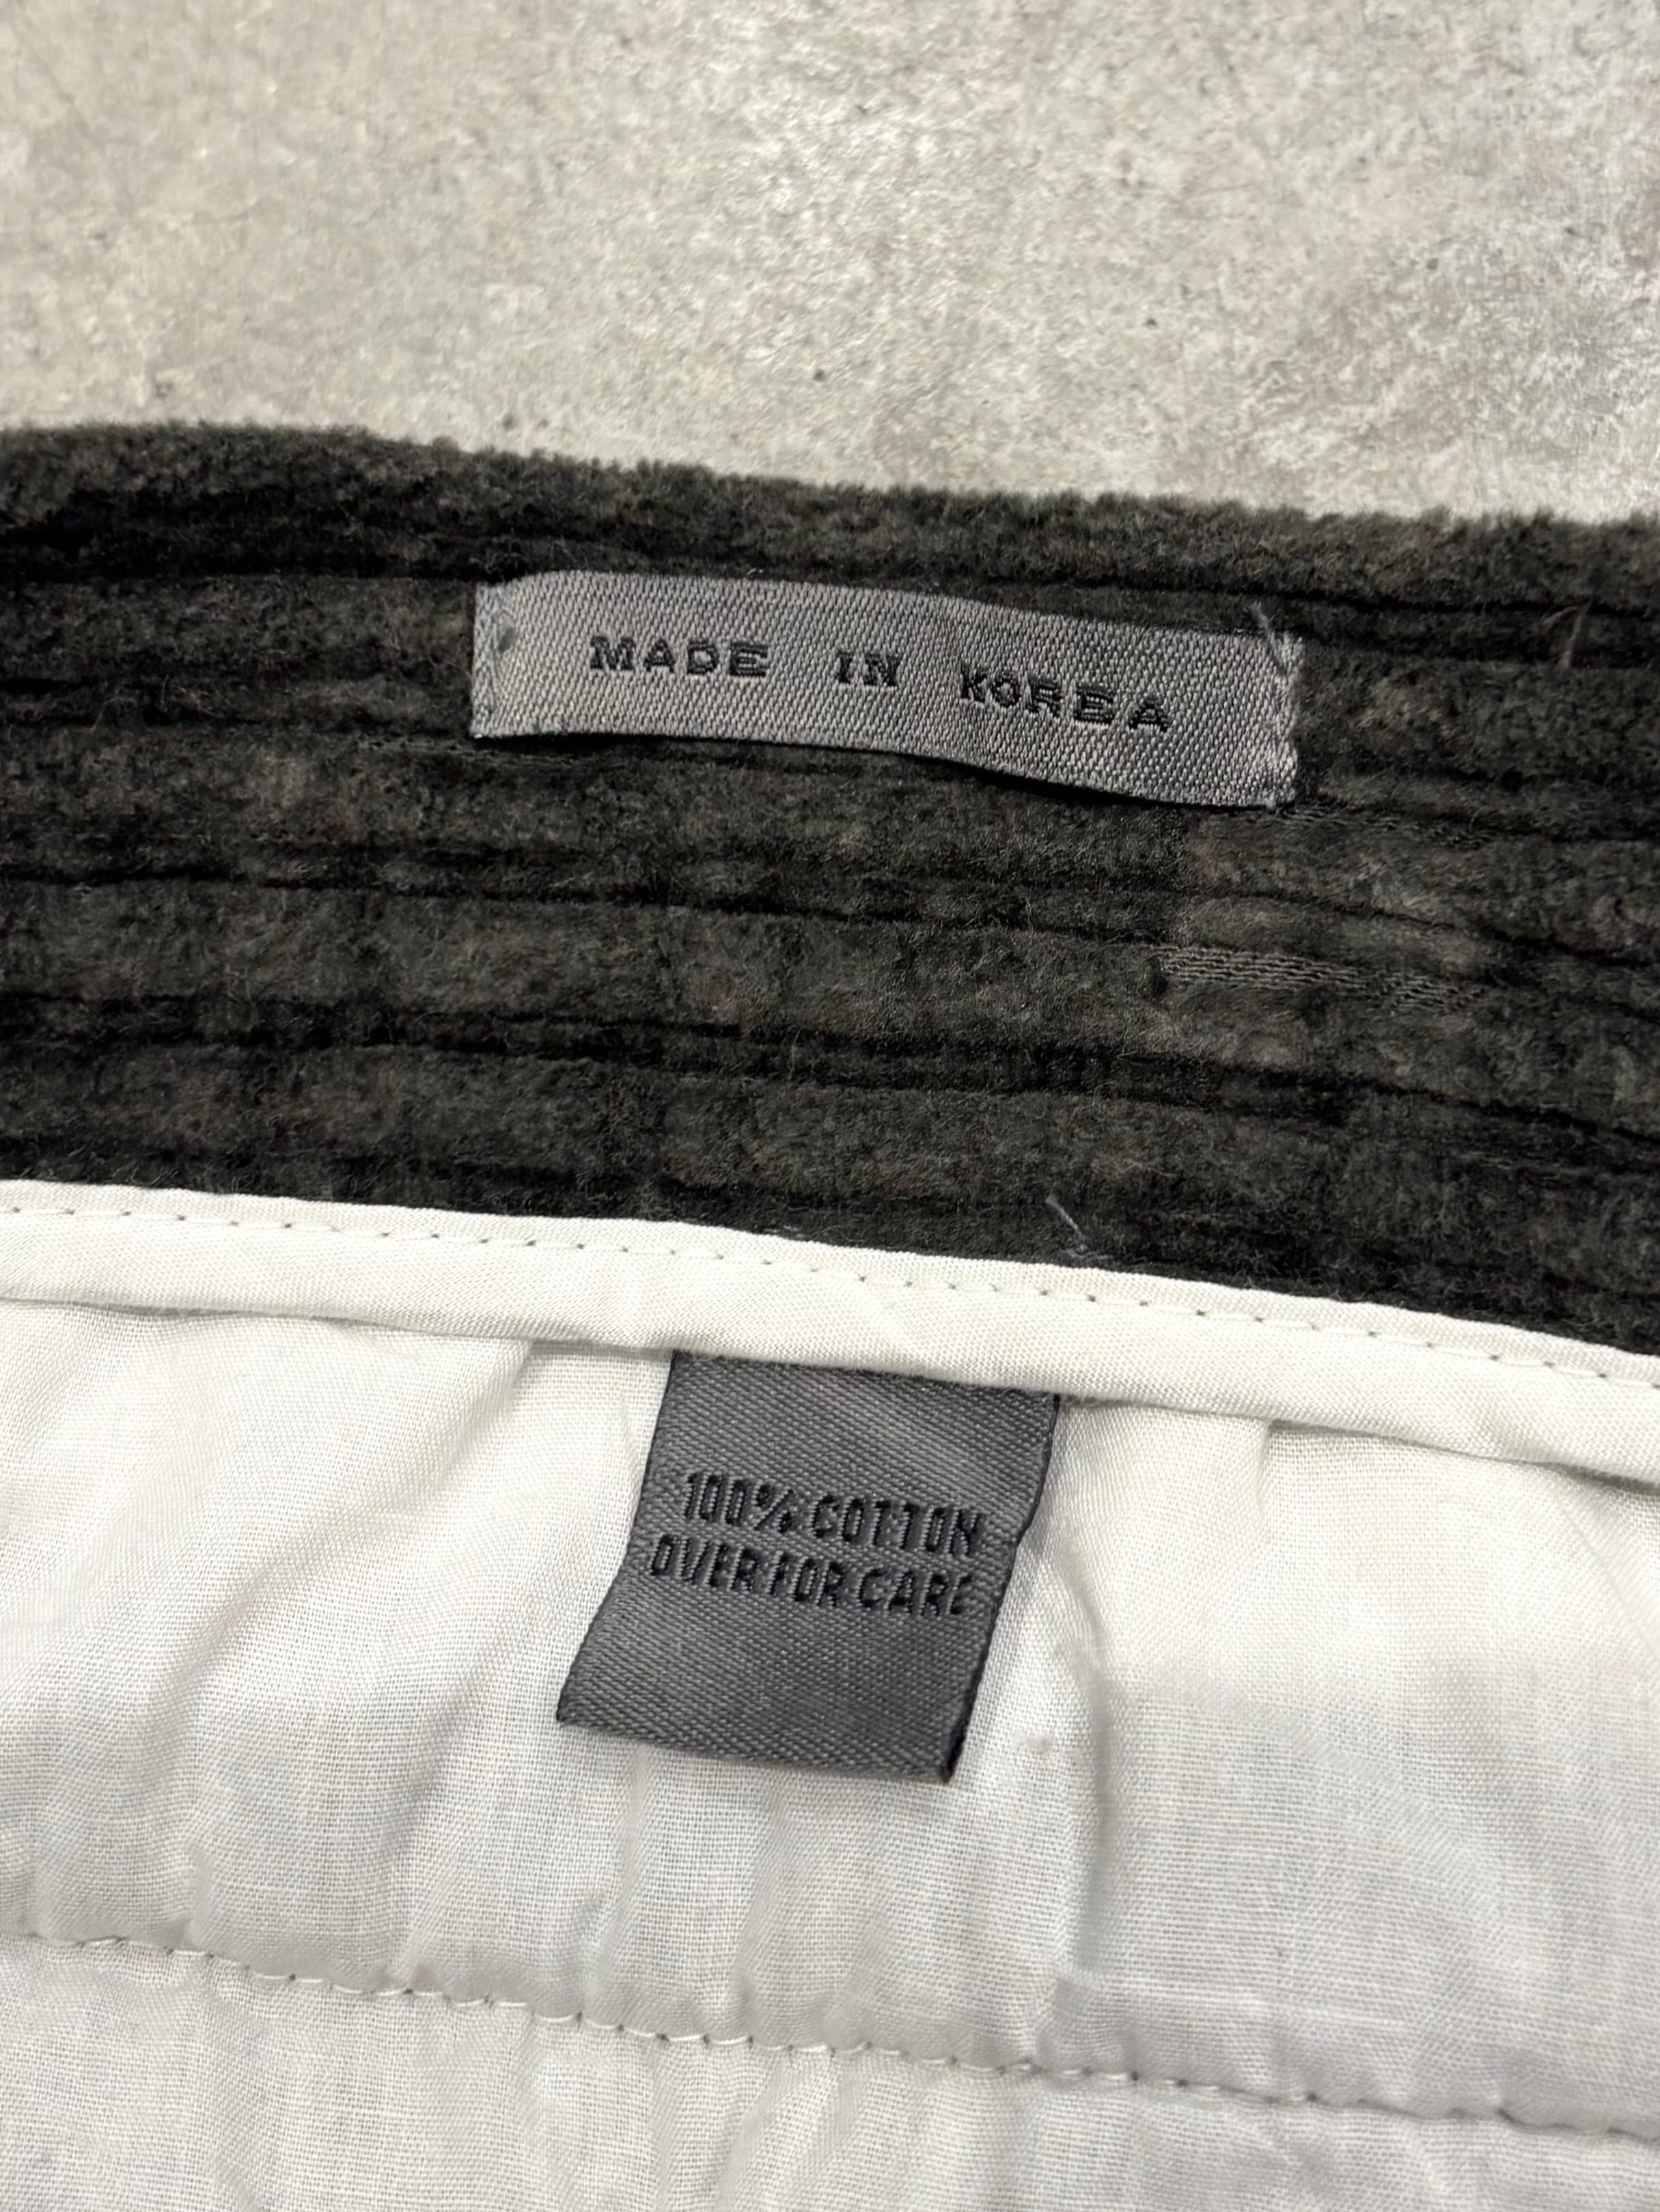 MADE IN KOREA
100% COTTON
OVER FOR CARE